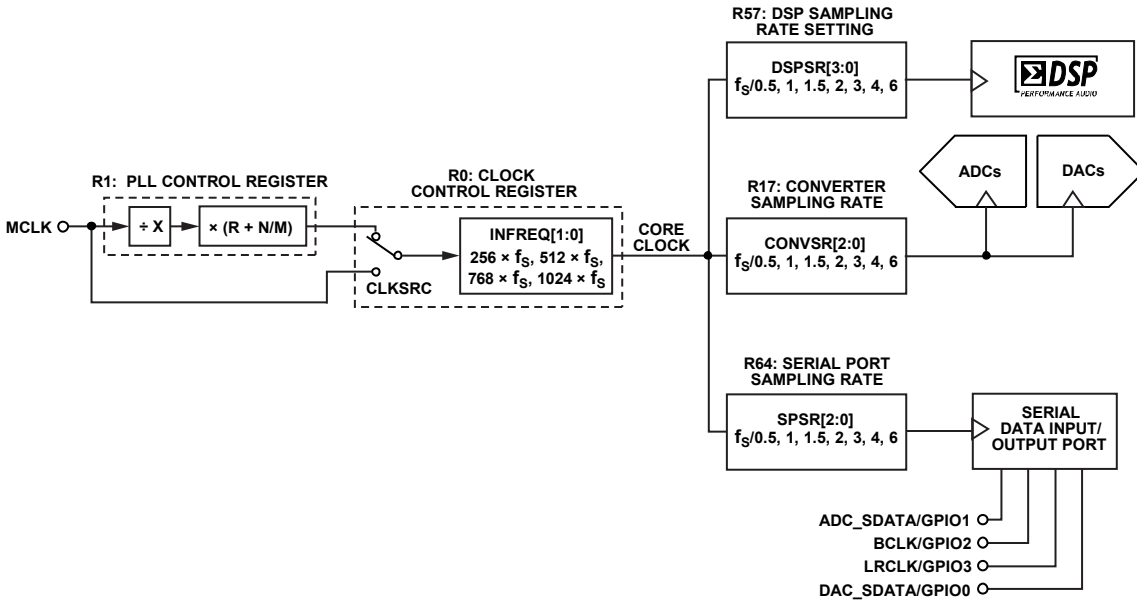 R57: DSP SAMPLING
RATE SETTING
DSPSR[3:0]
fS/0.5, 1, 1.5, 2, 3, 4, 6
ΣDSP
PERFORMANCE AUDIO
R1: PLL CONTROL REGISTER
MCLK
÷ X
× (R + N/M)
R0: CLOCK
CONTROL REGISTER
CLKSRC
INFREQ[1:0]
256 × fS, 512 × fS,
768 × fS, 1024 × fS
CORE
CLOCK
R17: CONVERTER
SAMPLING RATE
CONVSR[2:0]
fS/0.5, 1, 1.5, 2, 3, 4, 6
ADCs
DACs
R64: SERIAL PORT
SAMPLING RATE
SPSR[2:0]
fS/0.5, 1, 1.5, 2, 3, 4, 6
SERIAL
DATA INPUT/
OUTPUT PORT
ADC_SDATA/GPIO1
BCLK/GPIO2
LRCLK/GPIO3
DAC_SDATA/GPIO0